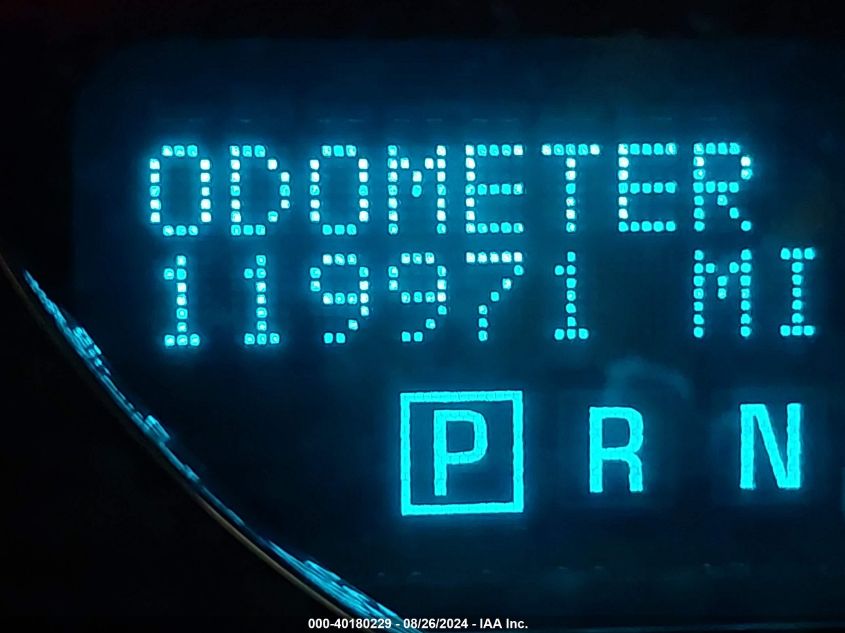 ODOMETER
119971 MI
P R N
000-40180229 - 08/26/2024 - IAA Inc.